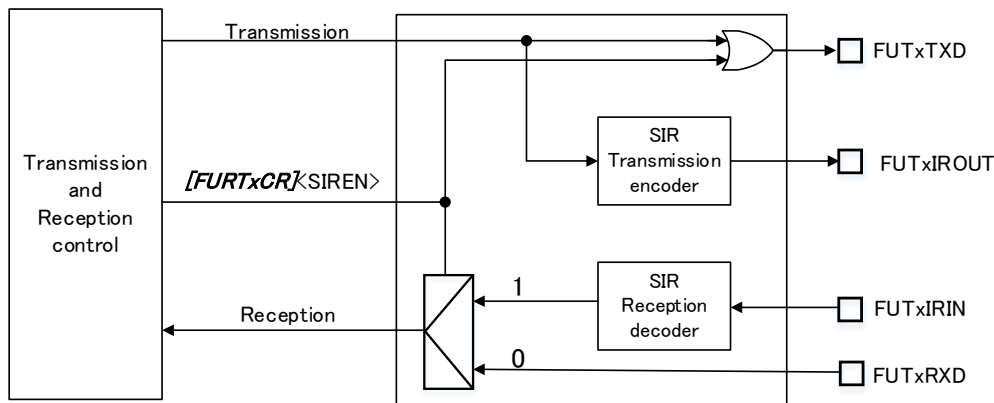 Transmission
FUTxTXD
SIR
Transmission
encoder
FUTxIROUT
Transmission
and
Reception
control
[FURTxCR]<SIREN>
1
SIR
Reception
decoder
FUTxIRIN
Reception
0
FUTxRXD